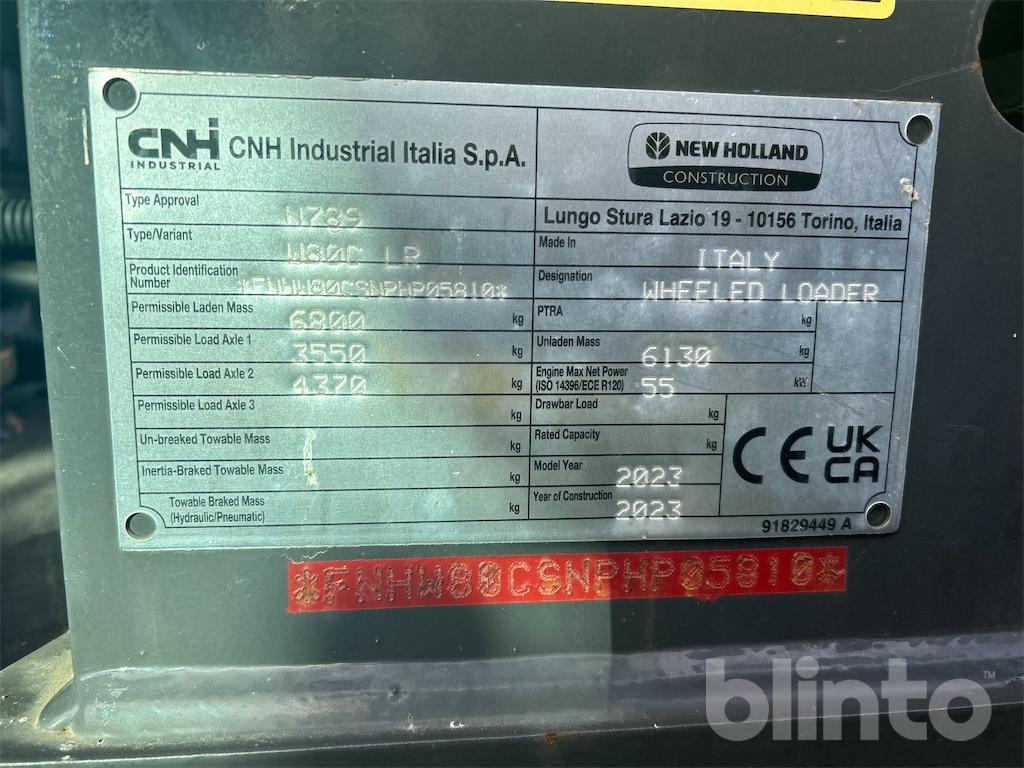 CNH INDUSTRIAL CNH Industrial Italia S.p.A.
NEW HOLLAND
CONSTRUCTION
Type Approval N789
Lungo Stura Lazio 19 - 10156 Torino, Italia
Type/Variant W80C LR
Made In ITALY
Product Identification Number *FNHW80CSNPHP05810*
Designation WHEELED LOADER
Permissible Laden Mass 6800 kg
PTRA kg
Permissible Load Axle 1 3550 kg
Unladen Mass 6130 kg
Permissible Load Axle 2 4370 kg
Engine Max Net Power (ISO 14396/ECE R120) 55 kW
Permissible Load Axle 3 kg
Drawbar Load kg
Un-breaked Towable Mass kg
Rated Capacity kg
Inertia-Braked Towable Mass kg
Model Year 2023
Towable Braked Mass (Hydraulic/Pneumatic) kg
Year of Construction 2023
CE UK CA
91829449 A
*FNHW80CSNPHP05810*
blinto™